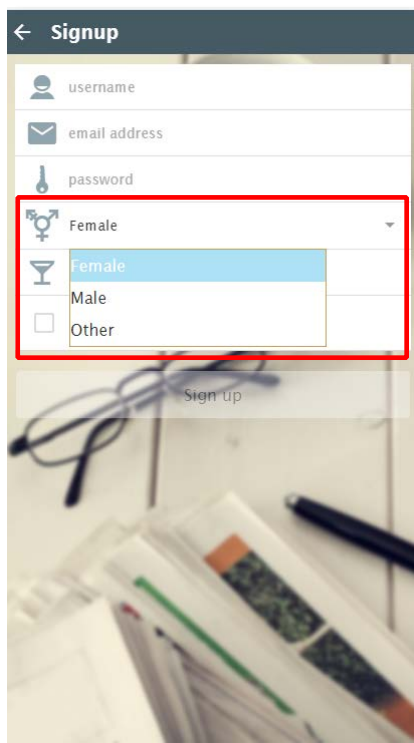 Signup
username
email address
password
Female
Female
Male
Other
Sign up